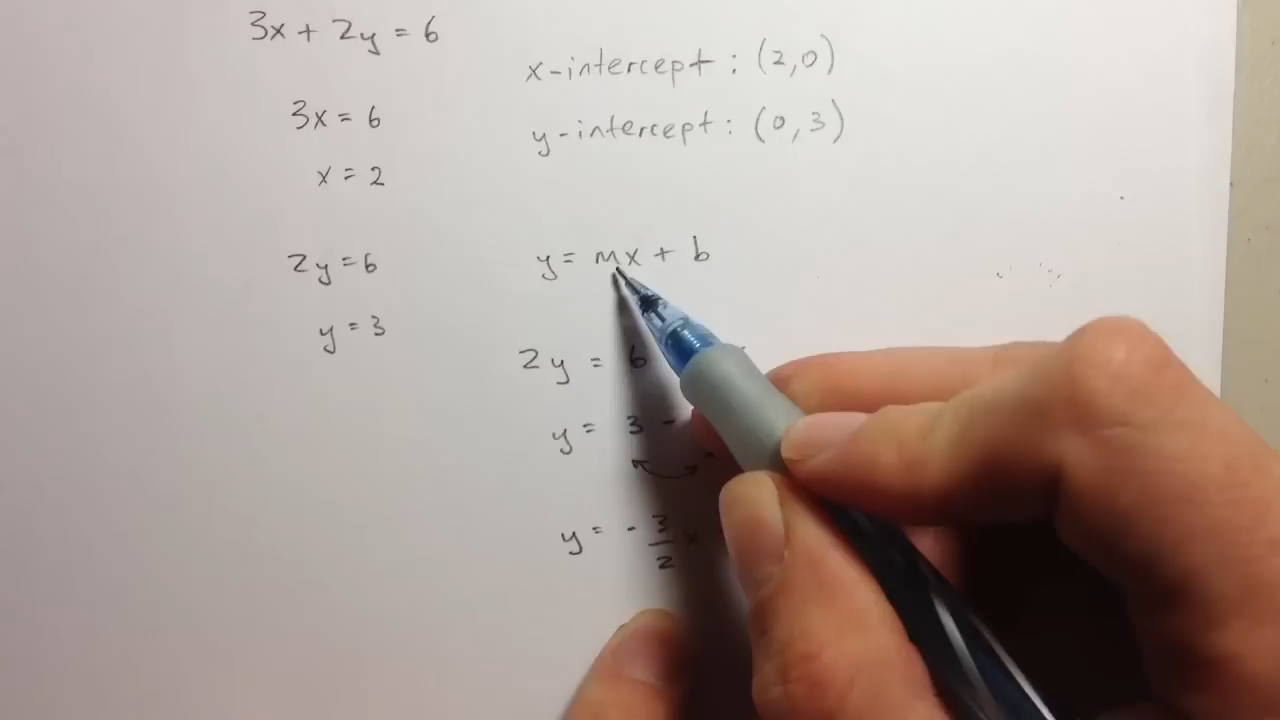 3x + 2y = 6
3x = 6
x = 2
2y = 6
y = 3
x-intercept : (2,0)
y-intercept : (0,3)
y = mx + b
2y = 6
y = 3 -
y = - 3/2 x